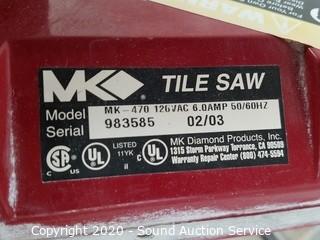 MK TILE SAW
Model MK-470 120VAC 6.0AMP 50/60HZ
Serial 983585 02/03
LISTED
11YK
MK Diamond Products, Inc.
1315 Storm Parkway Torrance, CA 90509
Warranty Repair Center (800) 474-5594
Copyright © 2020 - Sound Auction Service